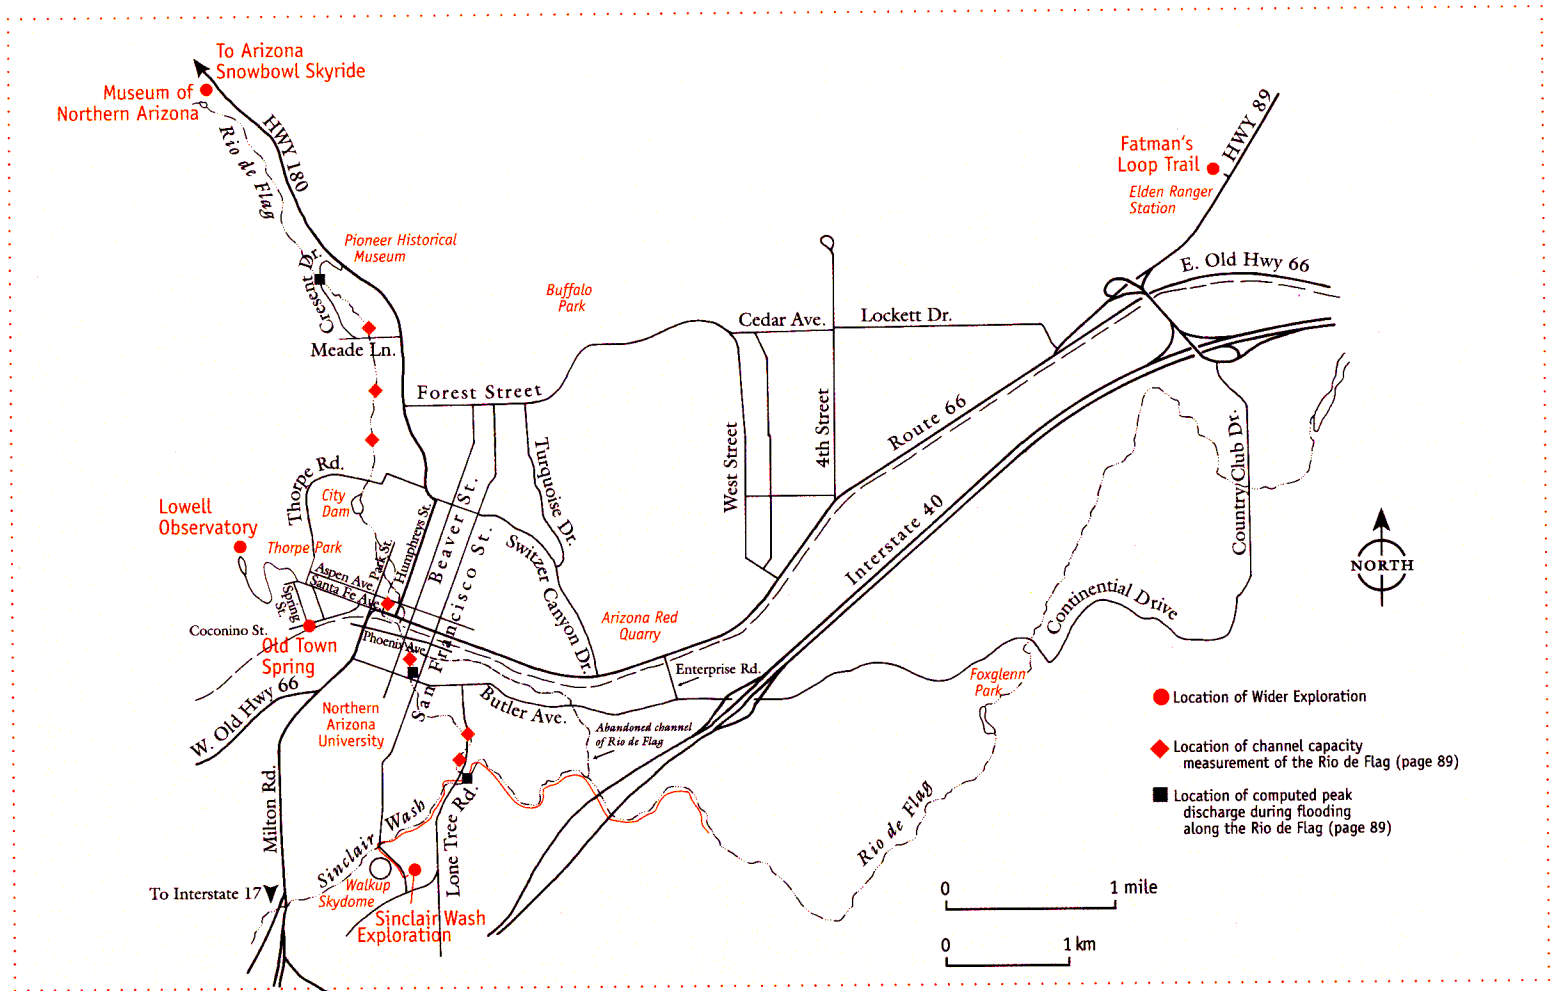 To Arizona
Snowbowl Skyride
Museum of
Northern Arizona
HWY 180
Rio de Flag
HWY 89
Fatman's
Loop Trail
Elden Ranger
Station
E. Old Hwy 66
Pioneer Historical
Museum
Cresent Dr.
Meade Ln.
Buffalo
Park
Cedar Ave.
Lockett Dr.
Forest Street
Route 66
4th Street
West Street
Turquoise Dr.
Country Club Dr.
Thorpe Rd.
City
Dam
Lowell
Observatory
Thorpe Park
Park St.
Humphreys St.
Beaver St.
San Francisco St.
Switzer Canyon Dr.
Interstate 40
NORTH
Aspen Ave.
Santa Fe Ave.
Spring
St.
Coconino St.
Old Town
Spring
Phoenix Ave.
Arizona Red
Quarry
Enterprise Rd.
Continential Drive
Foxglenn
Park
W. Old Hwy 66
Northern
Arizona
University
Butler Ave.
Abandoned channel
of Rio de Flag
Milton Rd.
Sinclair Wash
Lone Tree Rd.
Rio de Flag
To Interstate 17
Walkup
Skydome
Sinclair Wash
Exploration
Location of Wider Exploration
Location of channel capacity
measurement of the Rio de Flag (page 89)
Location of computed peak
discharge during flooding
along the Rio de Flag (page 89)
0 1 mile
0 1 km